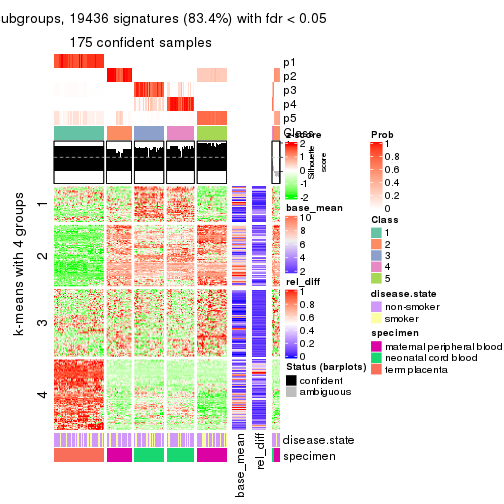 ubgroups, 19436 signatures (83.4%) with fdr < 0.05
175 confident samples
p1
p2
p3
p4
p5
Class
k-means with 4 groups
1
2
3
4
z-score
2
1
0
-1
-2
Silhouette
score
base_mean
10
8
6
4
2
rel_diff
1
0.8
0.6
0.4
0.2
0
Status (barplots)
confident
ambiguous
Prob
1
0.8
0.6
0.4
0.2
0
Class
1
2
3
4
5
disease.state
non-smoker
smoker
specimen
maternal peripheral blood
neonatal cord blood
term placenta
disease.state
specimen
base_mean
rel_diff